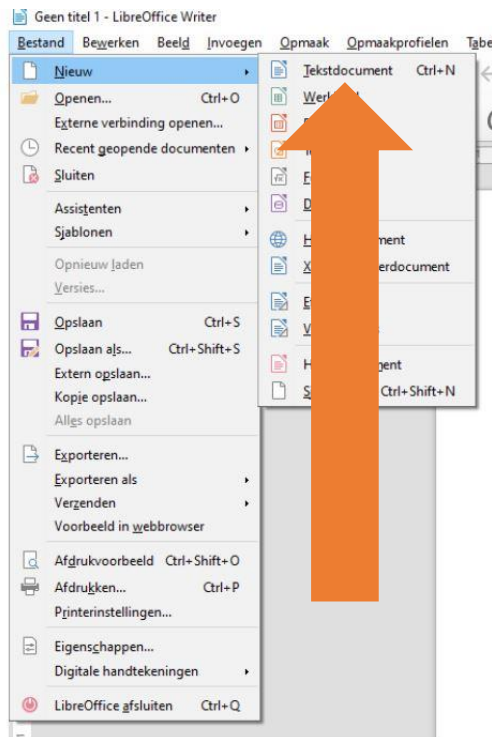 Geen titel 1 - LibreOffice Writer
Bestand Bewerken Beeld Invoegen Opmaak Opmaakprofielen
Nieuw
Openen... Ctrl+O
Externe verbinding openen...
Recent geopende documenten
Sluiten
Assistenten
Sjablonen
Opnieuw laden
Versies...
Opslaan Ctrl+S
Opslaan als... Ctrl+Shift+S
Extern opslaan...
Kopie opslaan...
Alles opslaan
Exporteren...
Exporteren als
Verzenden
Voorbeeld in webbrowser
Afdrukvoorbeeld Ctrl+Shift+O
Afdrukken... Ctrl+P
Printerinstellingen...
Eigenschappen...
Digitale handtekeningen
LibreOffice afsluiten Ctrl+Q
Tekstdocument Ctrl+N
Ctrl+Shift+N